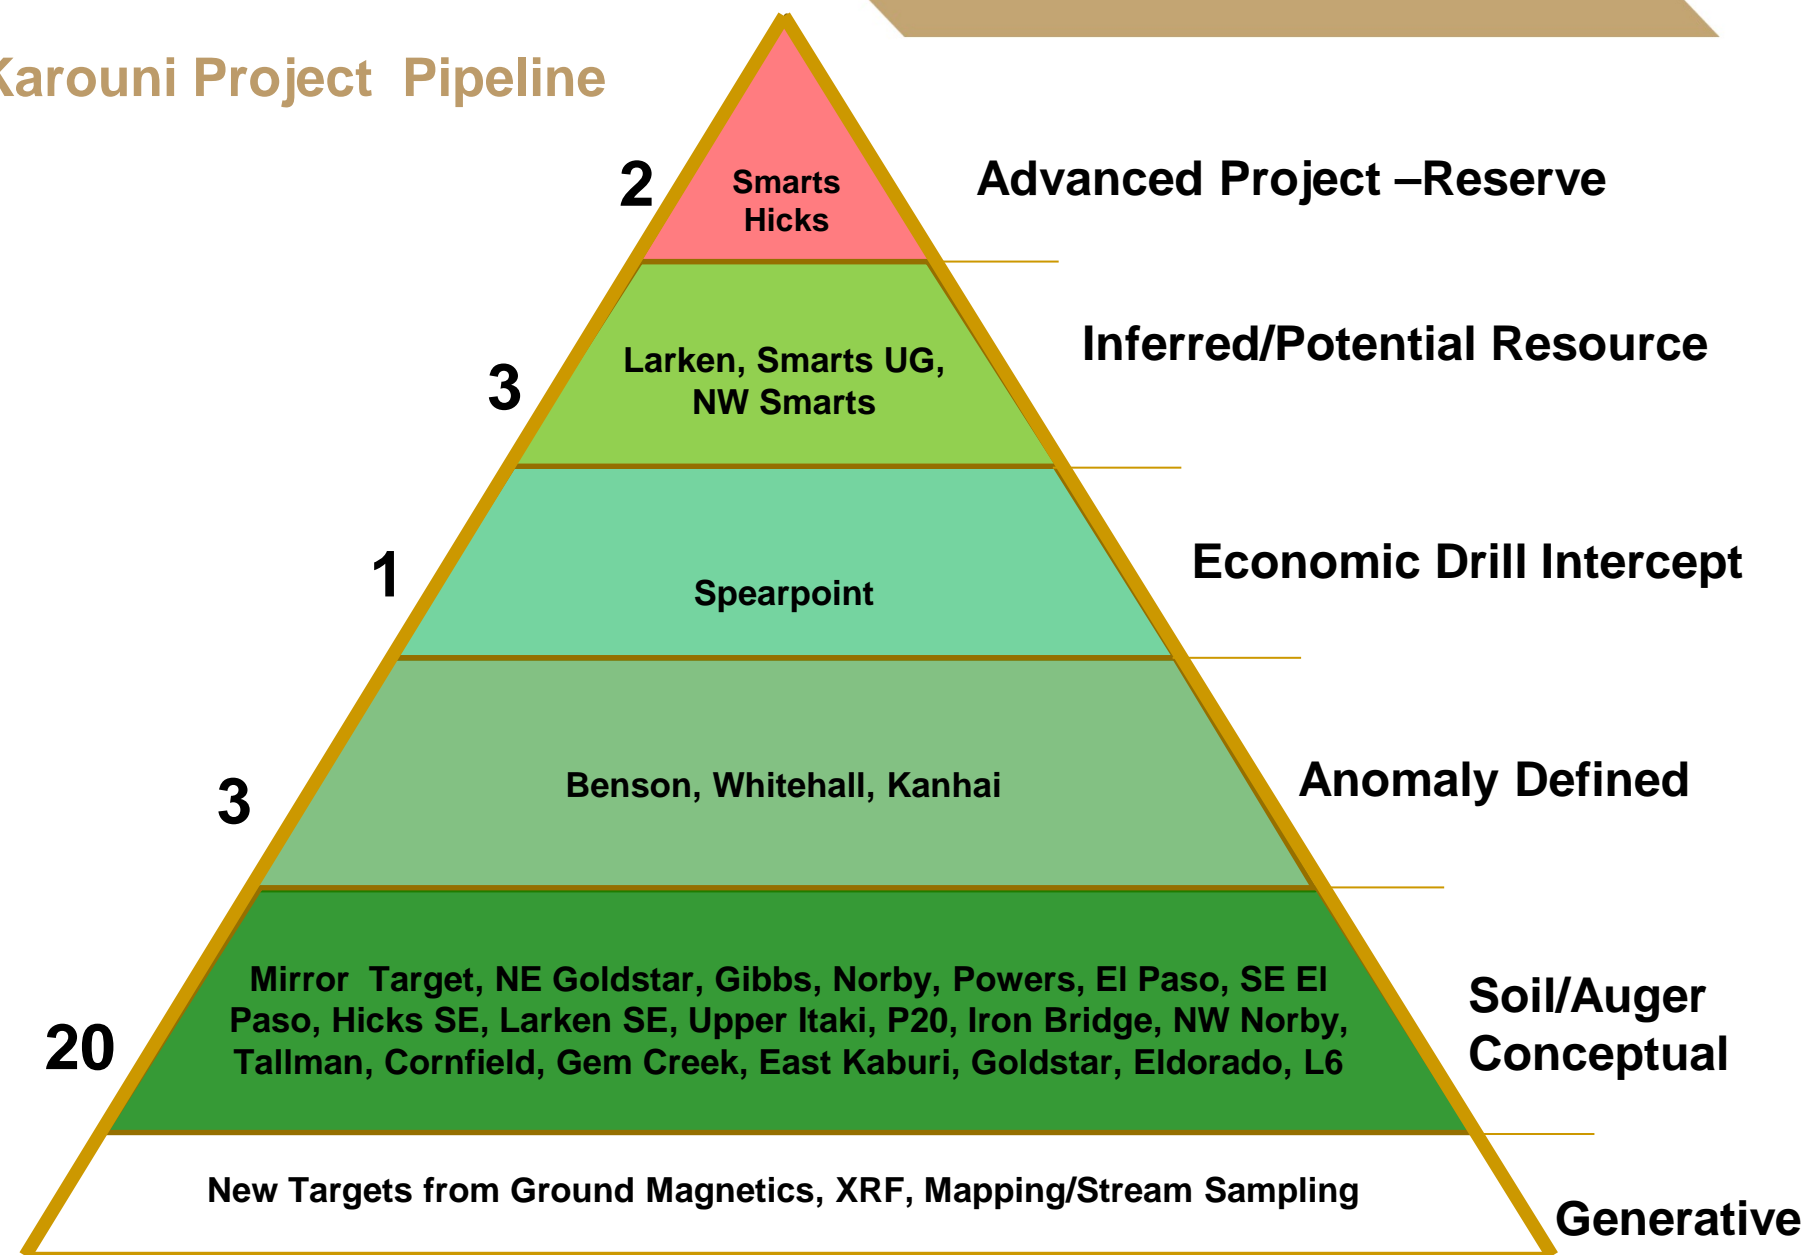 Karouni Project Pipeline
2
Smarts
Hicks
Advanced Project –Reserve
3
Larken, Smarts UG,
NW Smarts
Inferred/Potential Resource
1
Spearpoint
Economic Drill Intercept
3
Benson, Whitehall, Kanhai
Anomaly Defined
20
Mirror Target, NE Goldstar, Gibbs, Norby, Powers, El Paso, SE El
Paso, Hicks SE, Larken SE, Upper Itaki, P20, Iron Bridge, NW Norby,
Tallman, Cornfield, Gem Creek, East Kaburi, Goldstar, Eldorado, L6
Soil/Auger
Conceptual
New Targets from Ground Magnetics, XRF, Mapping/Stream Sampling
Generative